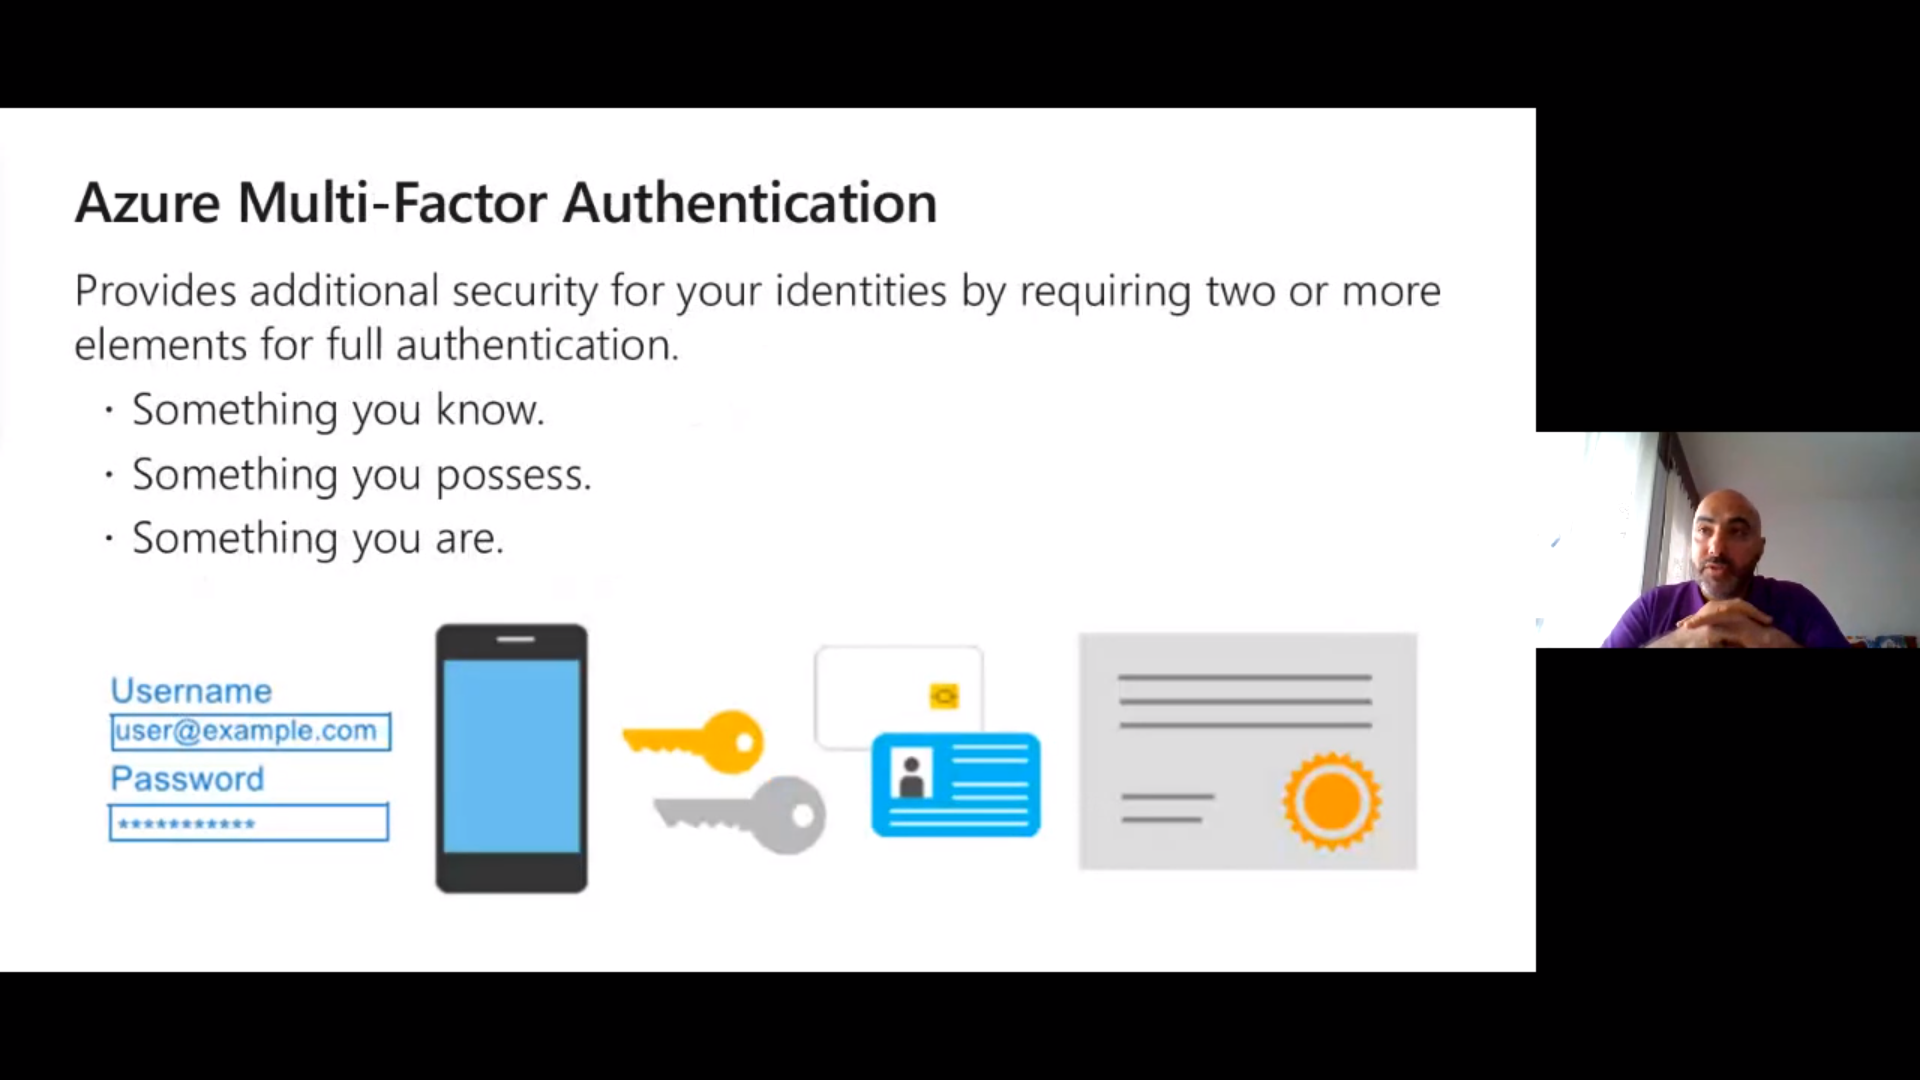 Azure Multi-Factor Authentication
Provides additional security for your identities by requiring two or more
elements for full authentication.
· Something you know.
· Something you possess.
· Something you are.
Username
user@example.com
Password
***********